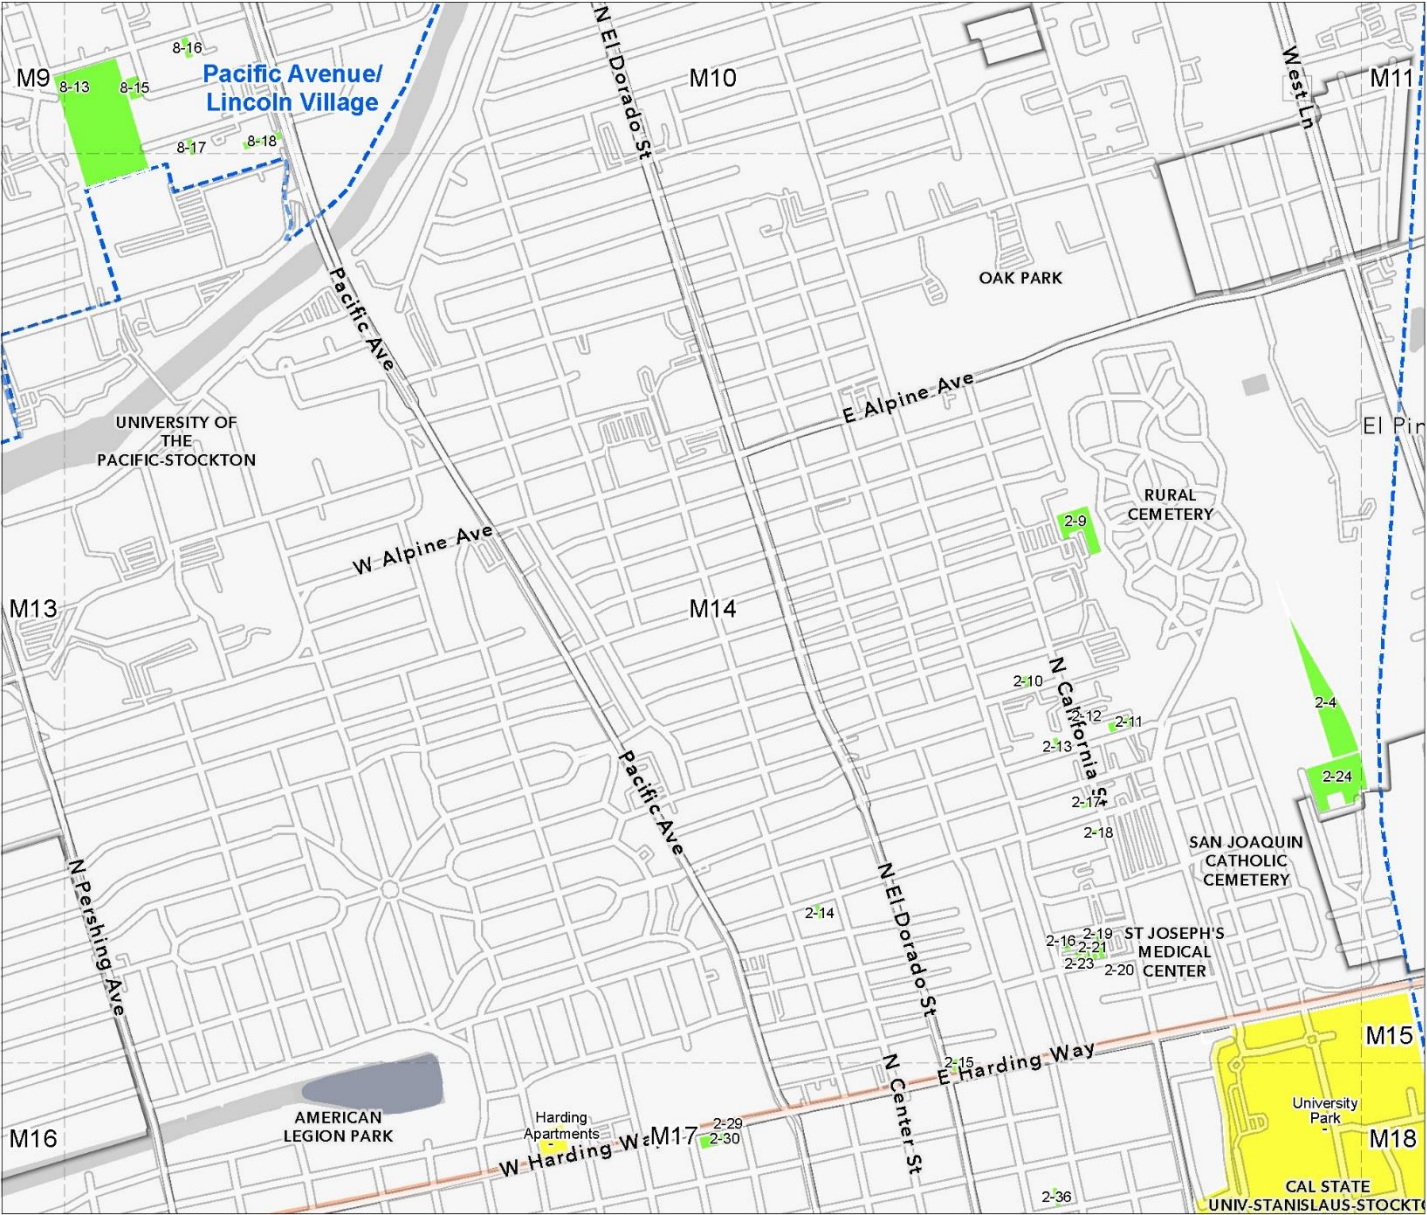 8-16
M9
8-13
8-15
Pacific Avenue/
Lincoln Village
N El Dorado St
M10
West Ln
M11
8-17
8-18
Pacific Ave
OAK PARK
E Alpine Ave
UNIVERSITY OF
THE
PACIFIC-STOCKTON
El Pin
RURAL
CEMETERY
2-9
W Alpine Ave
M13
M14
2-10
N California St
2-12
2-11
2-13
2-4
2-24
2-17
2-18
Pacific Ave
N Pershing Ave
SAN JOAQUIN
CATHOLIC
CEMETERY
N El Dorado St
2-14
2-16
2-19
2-21
2-23
2-20
ST JOSEPH'S
MEDICAL
CENTER
M15
2-15
E Harding Way
N Center St
AMERICAN
LEGION PARK
Harding
Apartments
M16
W Harding Wa
M17
2-29
2-30
University
Park
M18
2-36
CAL STATE
UNIV-STANISLAUS-STOCKT